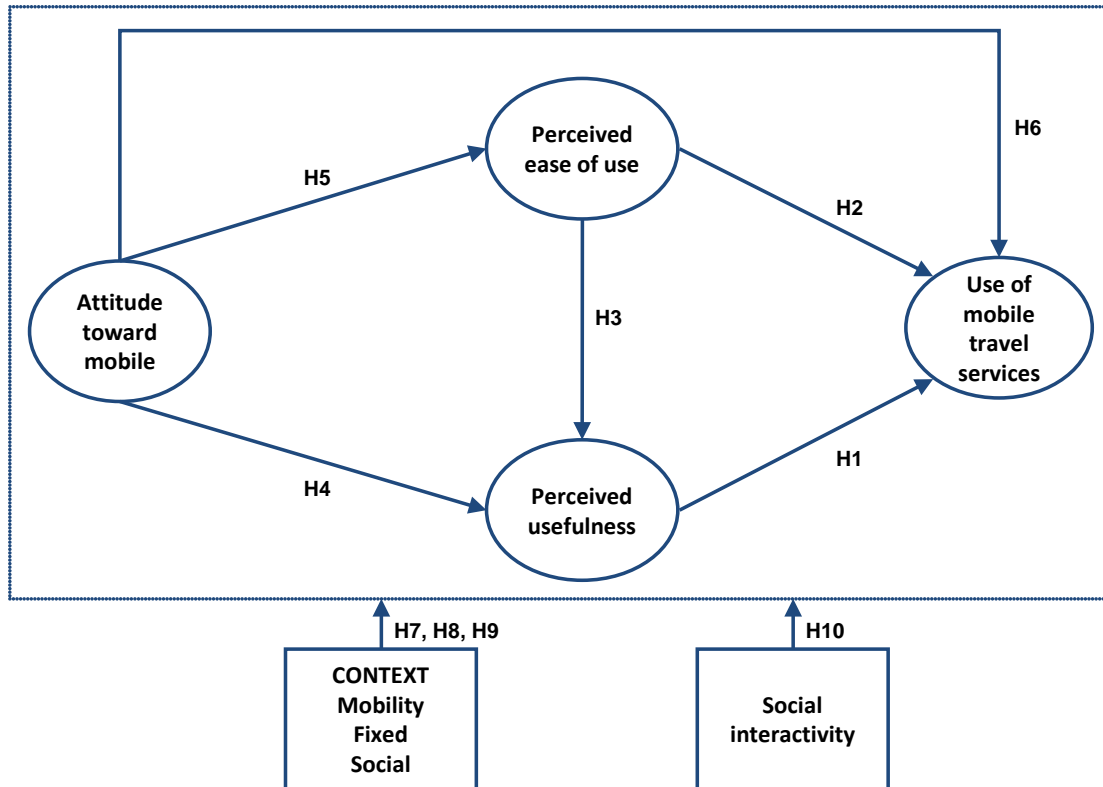 H6
Perceived
ease of use
H5
H2
Attitude
toward
mobile
Use of
mobile
travel
services
H3
H1
H4
Perceived
usefulness
H7, H8, H9
H10
CONTEXT
Mobility
Fixed
Social
Social
interactivity